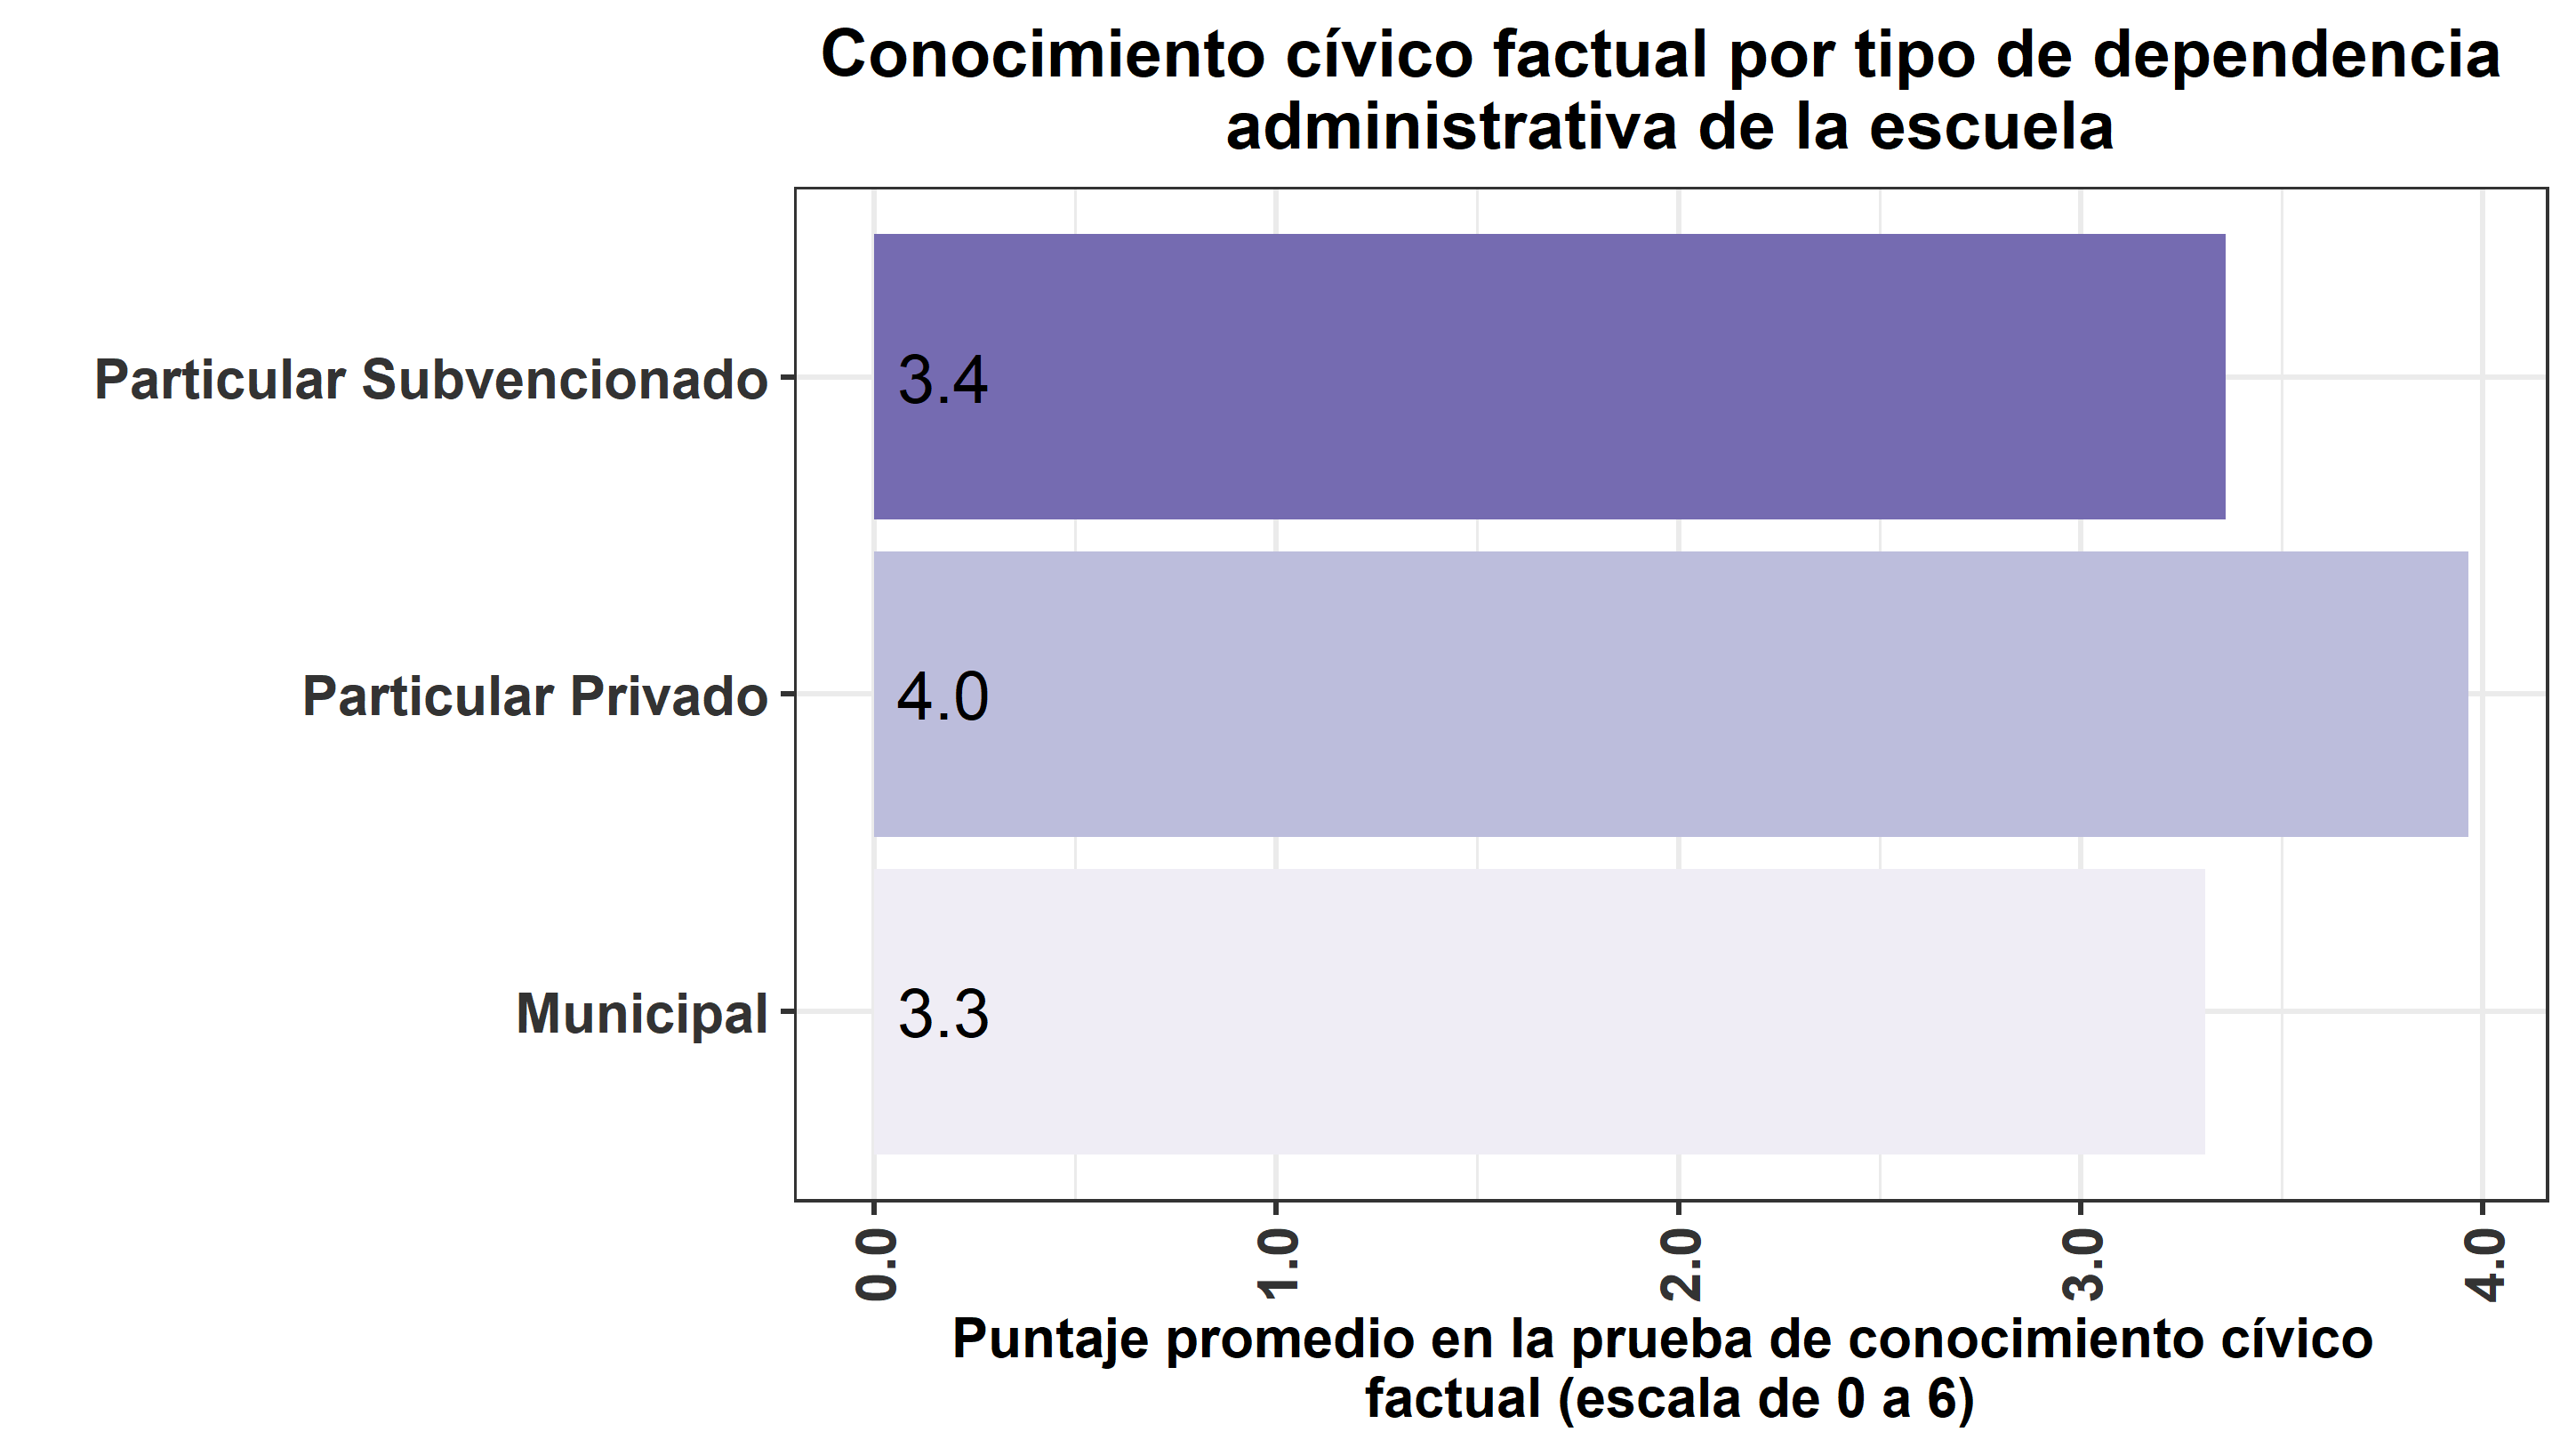 Conocimiento cívico factual por tipo de dependencia
administrativa de la escuela
Particular Subvencionado
3.4
Particular Privado
4.0
Municipal
3.3
0.0
1.0
2.0
3.0
4.0
Puntaje promedio en la prueba de conocimiento cívico
factual (escala de 0 a 6)